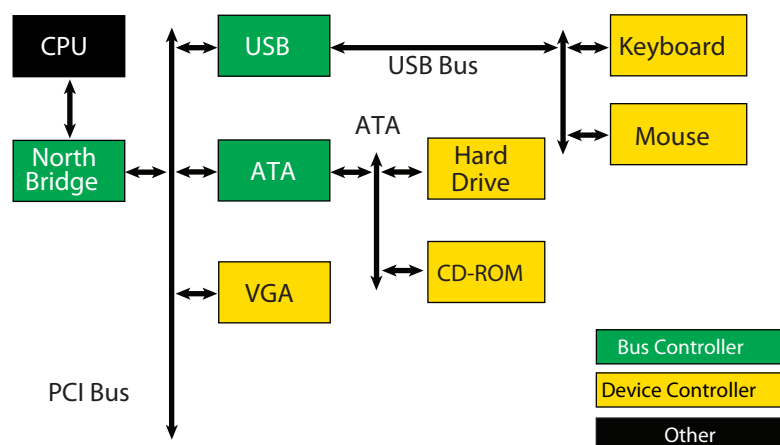 CPU
USB
Keyboard
USB Bus
ATA
Mouse
North
Bridge
ATA
Hard
Drive
VGA
CD-ROM
PCI Bus
Bus Controller
Device Controller
Other